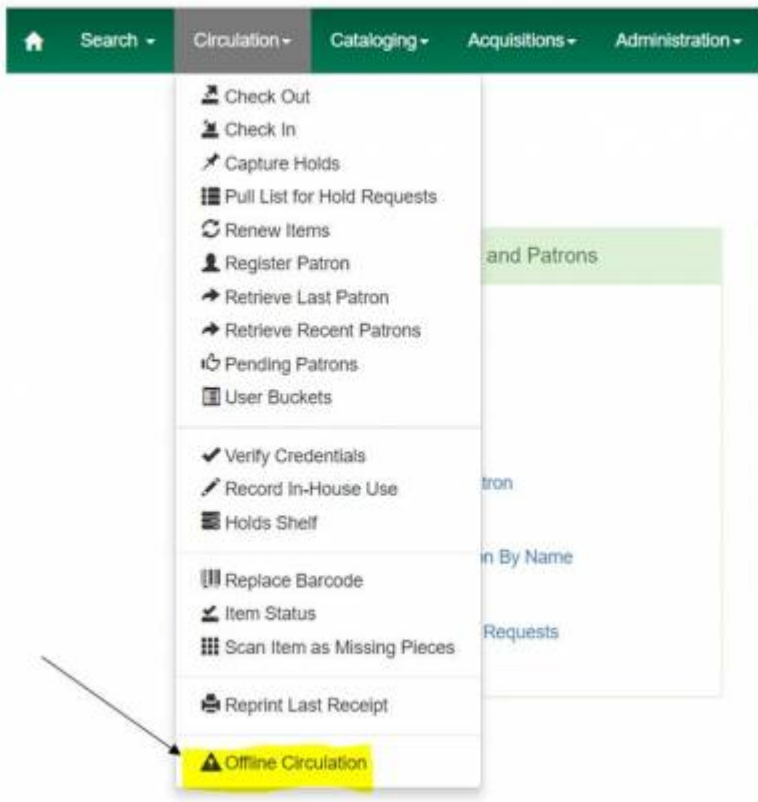 Search Circulation Cataloging Acquisitions Administration
Check Out
Check In
Capture Holds
Pull List for Hold Requests
Renew Items
and Patrons
Register Patron
Retrieve Last Patron
Retrieve Recent Patrons
Pending Patrons
User Buckets
Verify Credentials
tron
Record In-House Use
Holds Shelf
n By Name
Replace Barcode
Item Status
Requests
Scan Item as Missing Pieces
Reprint Last Receipt
Offline Circulation